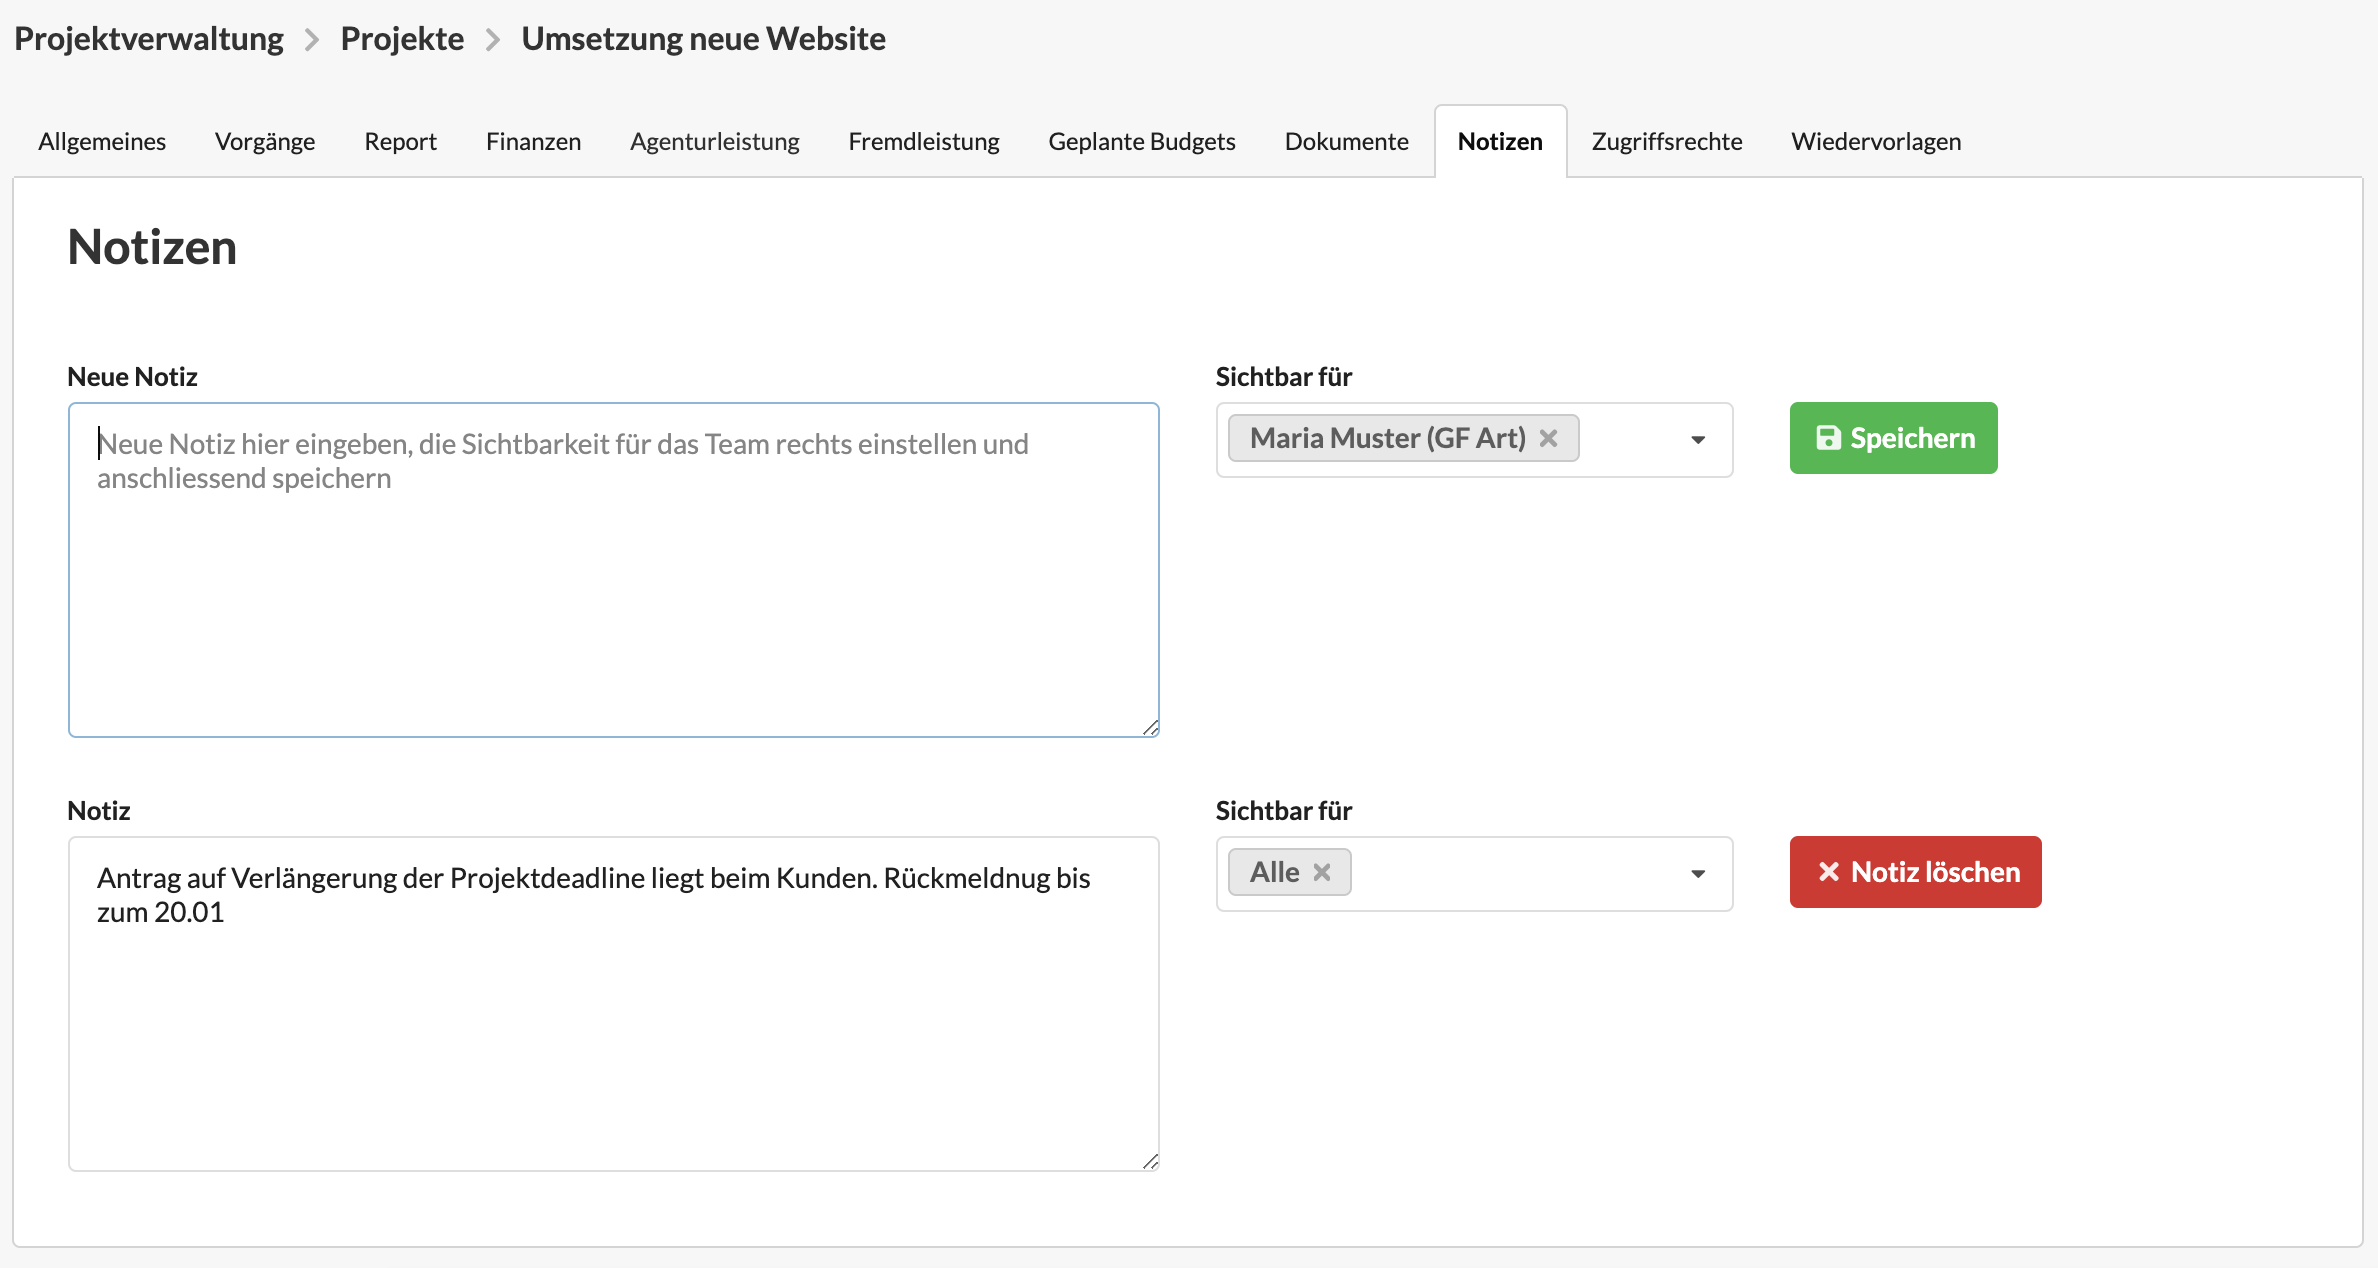 Projektverwaltung > Projekte > Umsetzung neue Website
Allgemeines Vorgänge Report Finanzen Agenturleistung Fremdleistung Geplante Budgets Dokumente Notizen Zugriffsrechte Wiedervorlagen
Notizen
Neue Notiz
Neue Notiz hier eingeben, die Sichtbarkeit für das Team rechts einstellen und
anschliessend speichern
Sichtbar für
Maria Muster (GF Art)
Speichern
Notiz
Antrag auf Verlängerung der Projektdeadline liegt beim Kunden. Rückmeldnug bis
zum 20.01
Sichtbar für
Alle
Notiz löschen